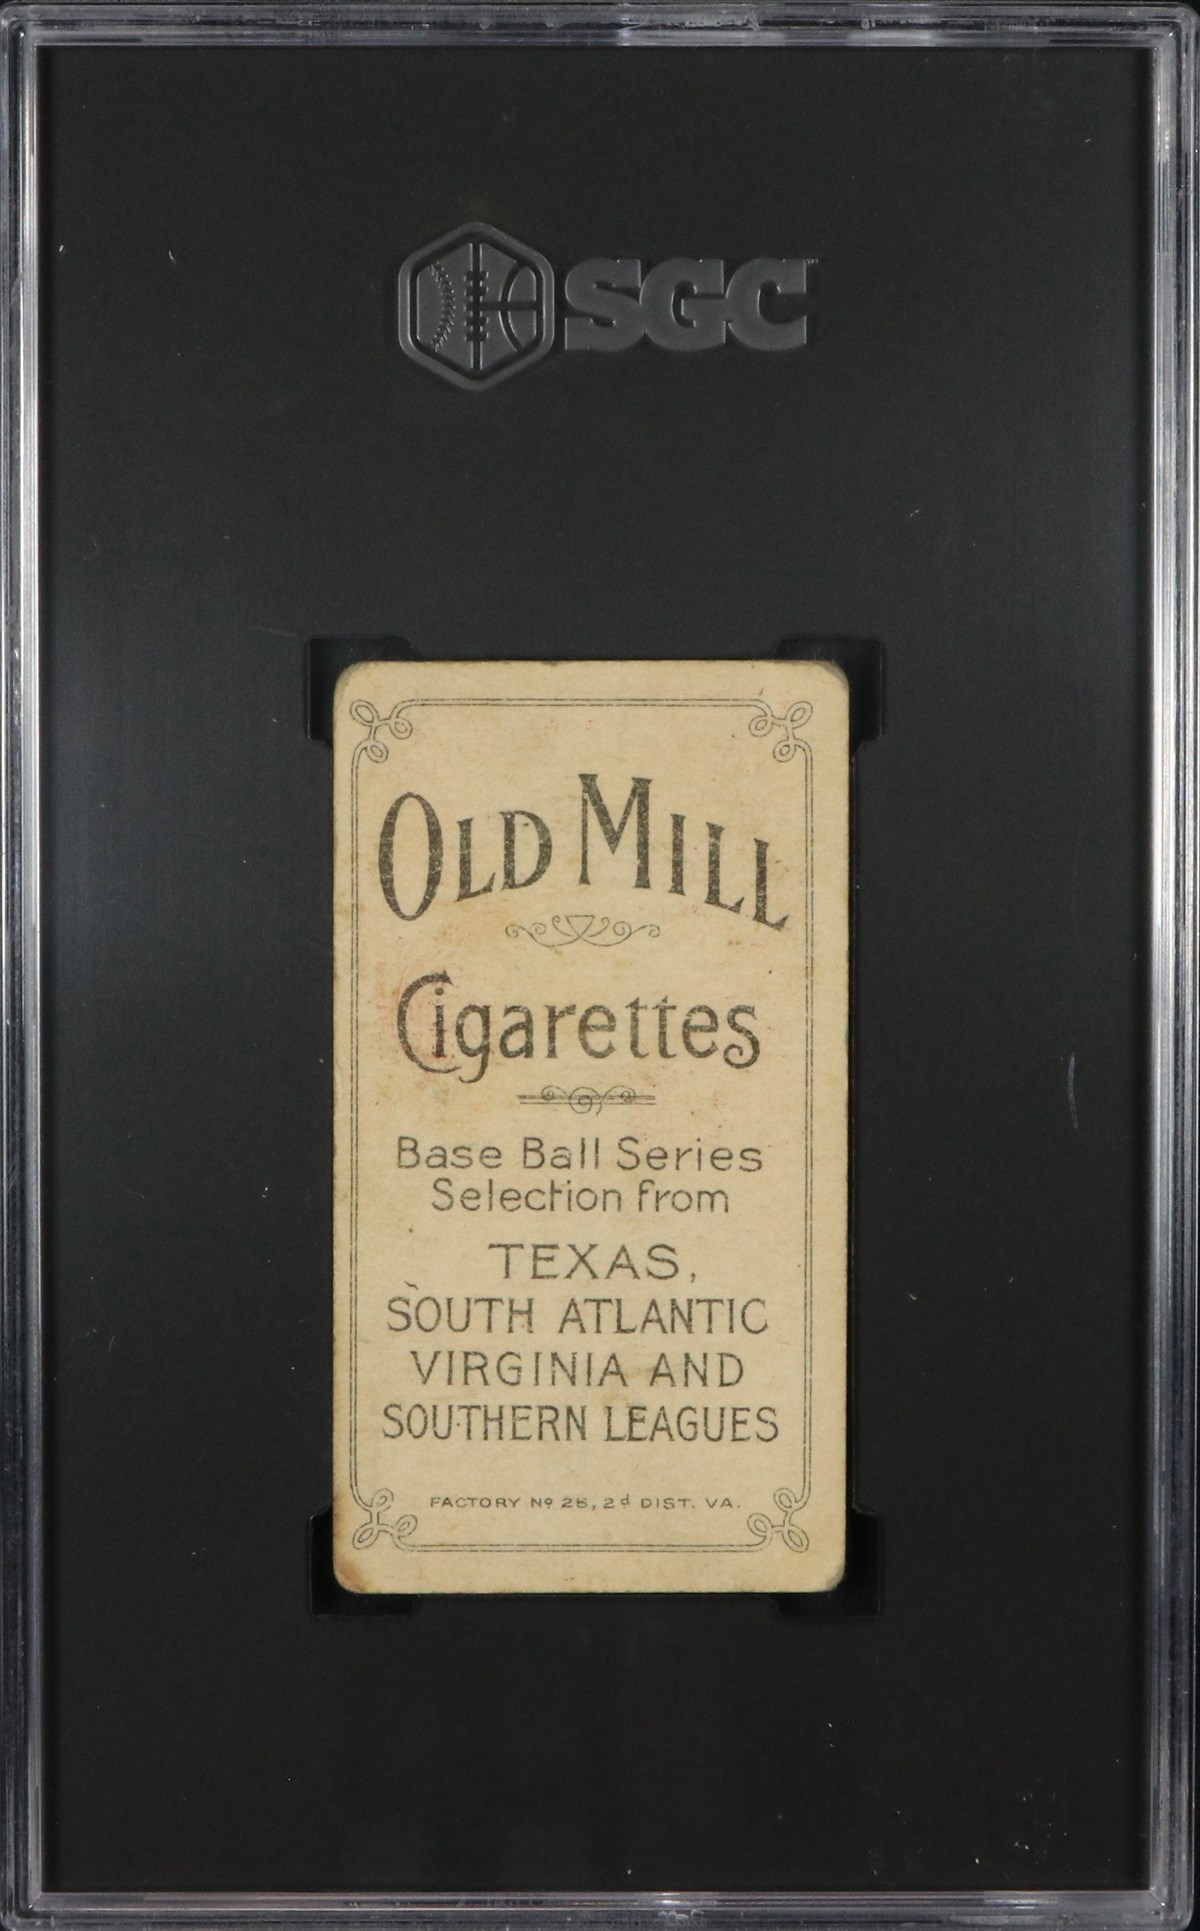 SGC
OLD MILL
Cigarettes
Base Ball Series
Selection from
TEXAS,
SOUTH ATLANTIC
VIRGINIA AND
SOUTHERN LEAGUES
FACTORY Nº 25, 2d DIST. VA.